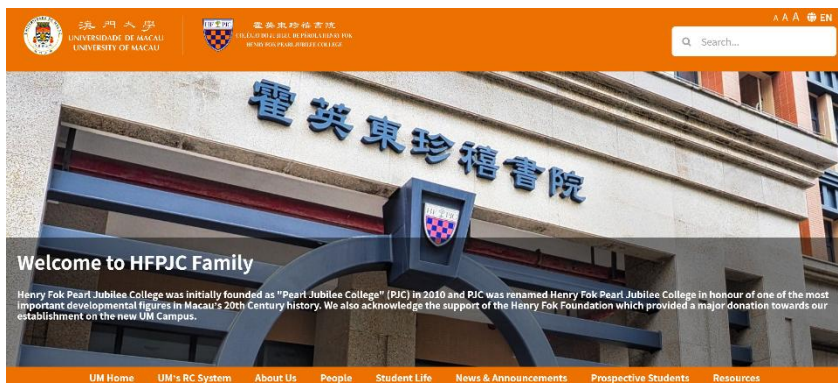 澳門大學
UNIVERSIDADE DE MACAU
UNIVERSITY OF MACAU
霍英東珍禧書院
HENRY FOK PEARL JUBILEE COLLEGE
A A A EN
Search...
霍英東珍禧書院
HFPJC
Welcome to HFPJC Family
Henry Fok Pearl Jubilee College was initially founded as "Pearl Jubilee College" (PJC) in 2010 and PJC was renamed Henry Fok Pearl Jubilee College in honour of one of the most
important developmental figures in Macau's 20th Century history. We also acknowledge the support of the Henry Fok Foundation which provided a major donation towards our
establishment on the new UM Campus.
UM Home UM's RC System About Us People Student Life News & Announcements Prospective Students Resources